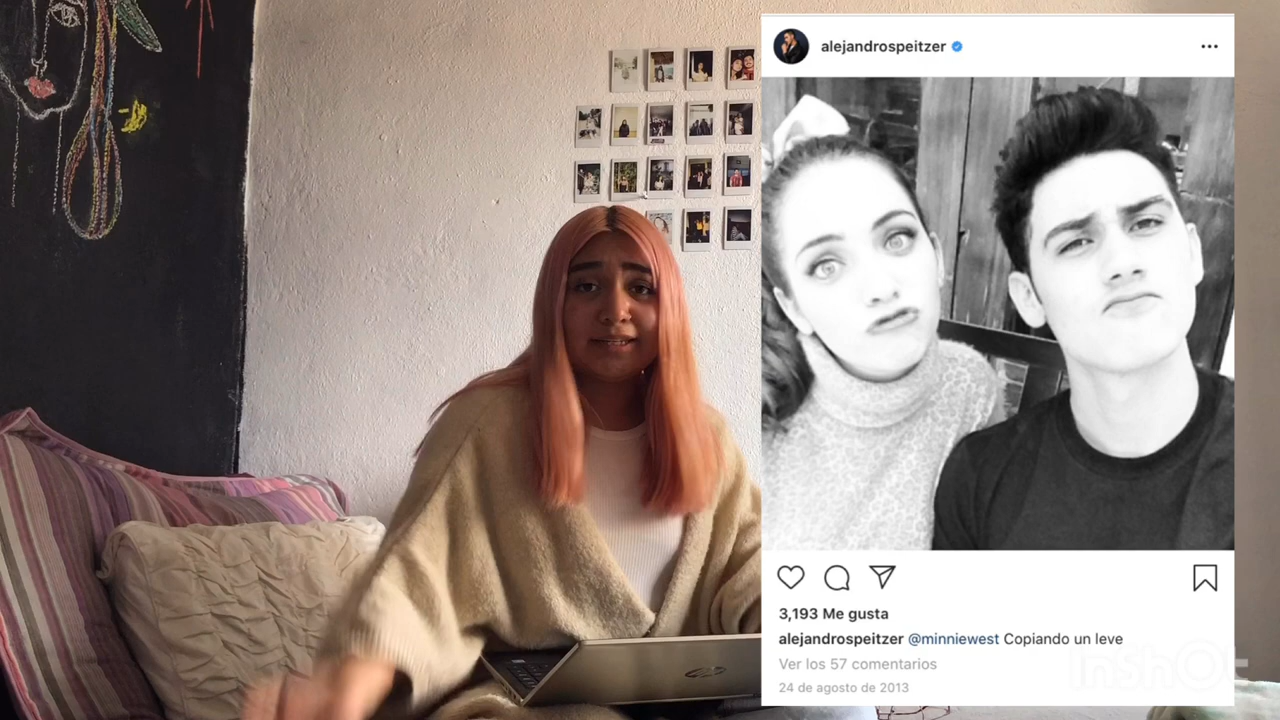 alejandrospeitzer
3,193 Me gusta
alejandrospeitzer @minniewest Copiando un leve
Ver los 57 comentarios
24 de agosto de 2013
InShOt
hp